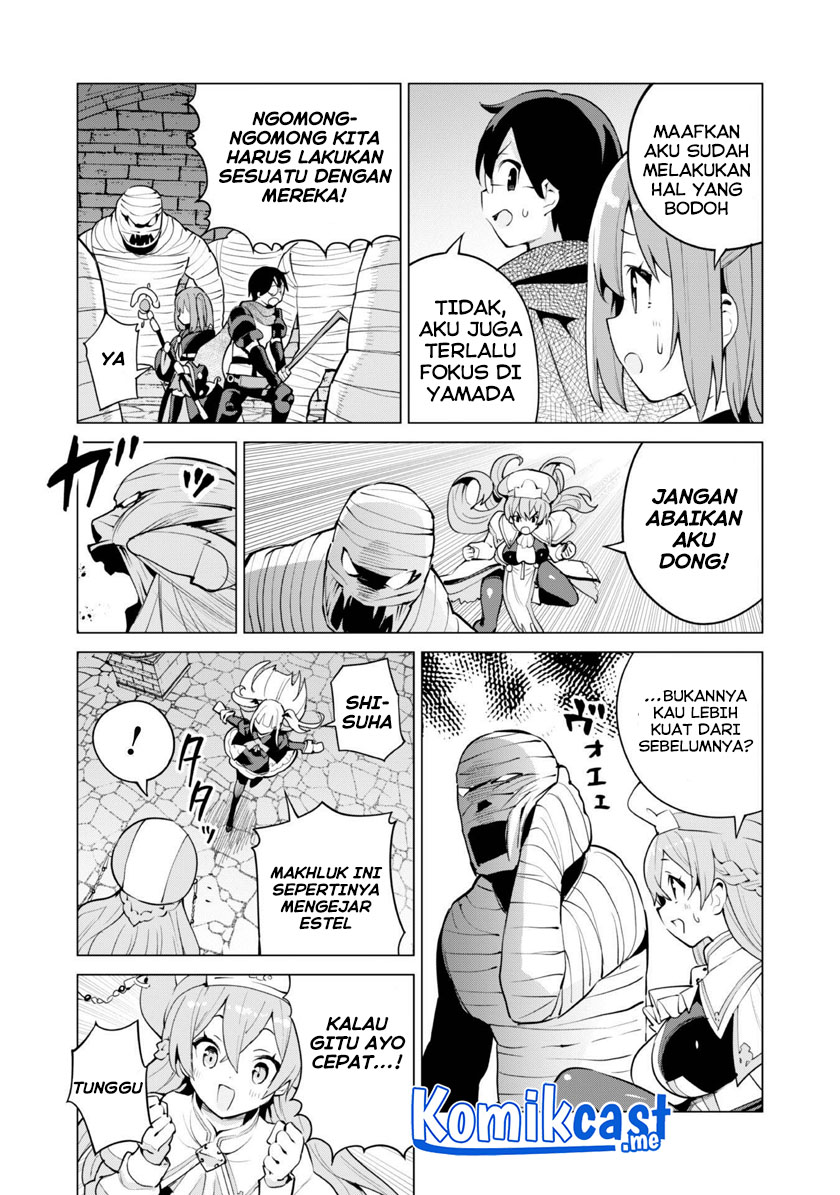 MAAFKAN
AKU SUDAH
MELAKUKAN
HAL YANG
BODOH
TIDAK,
AKU JUGA
TERLALU
FOKUS DI
YAMADA
NGOMONG-
NGOMONG KITA
HARUS LAKUKAN
SESUATU DENGAN
MEREKA!
YA
JANGAN
ABAIKAN
AKU
DONG!
ガッ
...BUKANNYA
KAU LEBIH
KUAT DARI
SEBELUMNYA?
ヴォエェ
SHI-
SUHA
!
タタッ
MAKHLUK INI
SEPERTINYA
MENGEJAR
ESTEL
KALAU
GITU AYO
CEPAT...!
TUNGGU
Komikcast
.me